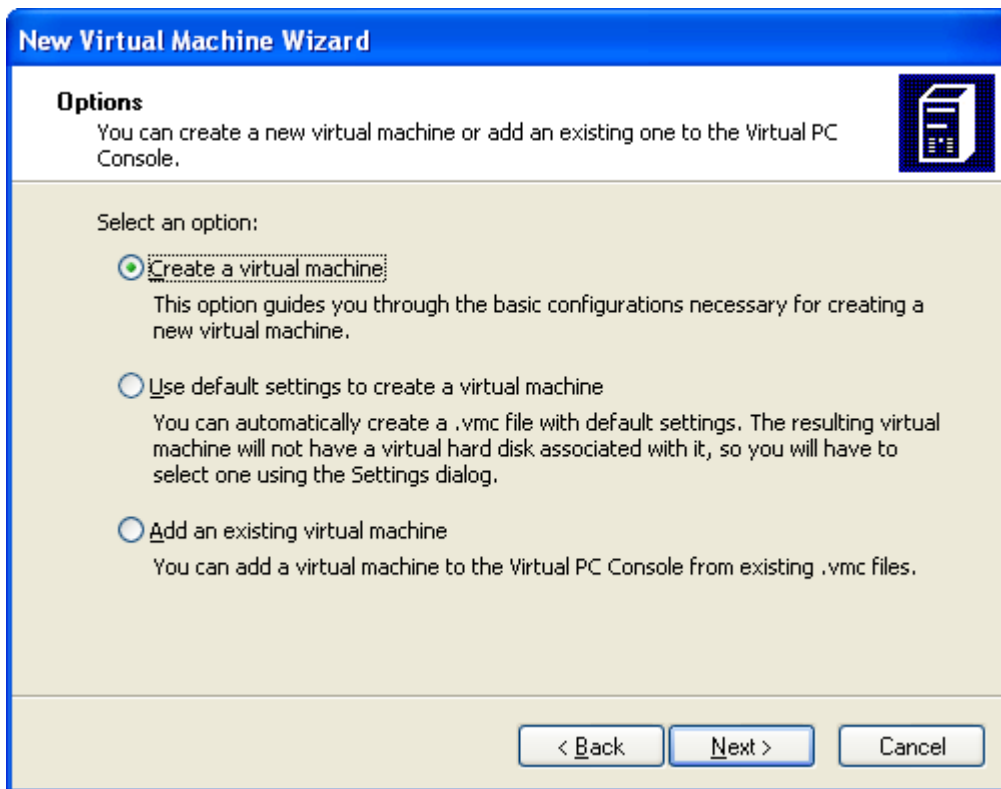 New Virtual Machine Wizard
Options
You can create a new virtual machine or add an existing one to the Virtual PC
Console.
Select an option:
Create a virtual machine
This option guides you through the basic configurations necessary for creating a
new virtual machine.
Use default settings to create a virtual machine
You can automatically create a .vmc file with default settings. The resulting virtual
machine will not have a virtual hard disk associated with it, so you will have to
select one using the Settings dialog.
Add an existing virtual machine
You can add a virtual machine to the Virtual PC Console from existing .vmc files.
< Back Next > Cancel